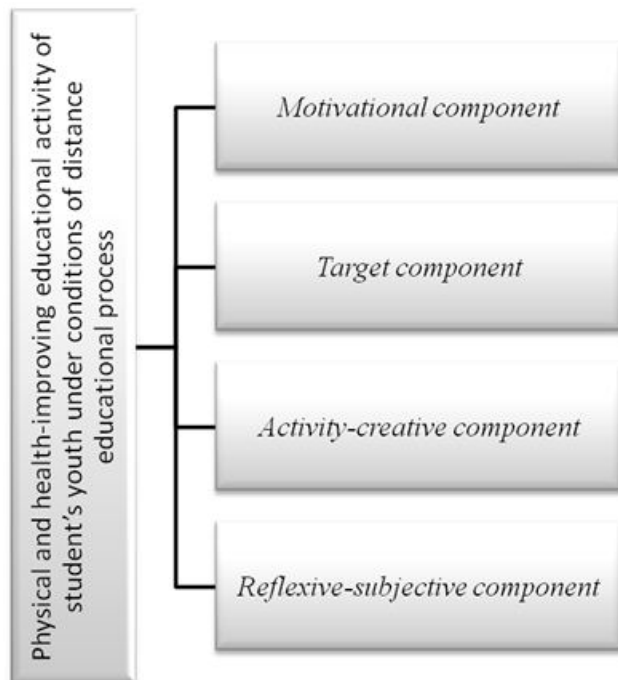 Physical and health-improving educational activity of
student's youth under conditions of distance
educational process
Motivational component
Target component
Activity-creative component
Reflexive-subjective component